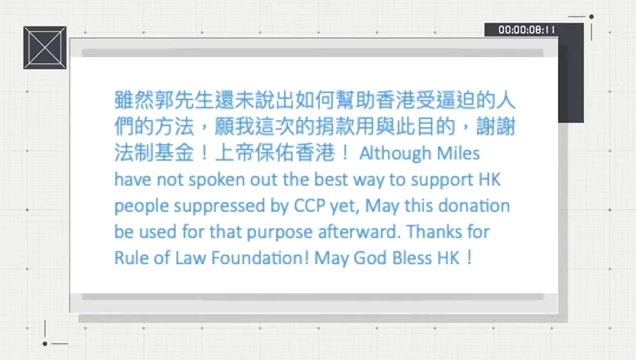 00:00:08:11
雖然郭先生還未說出如何幫助香港受逼迫的人
們的方法，願我這次的捐款用與此目的，謝謝
法制基金！上帝保佑香港！ Although Miles
have not spoken out the best way to support HK
people suppressed by CCP yet, May this donation
be used for that purpose afterward. Thanks for
Rule of Law Foundation! May God Bless HK！